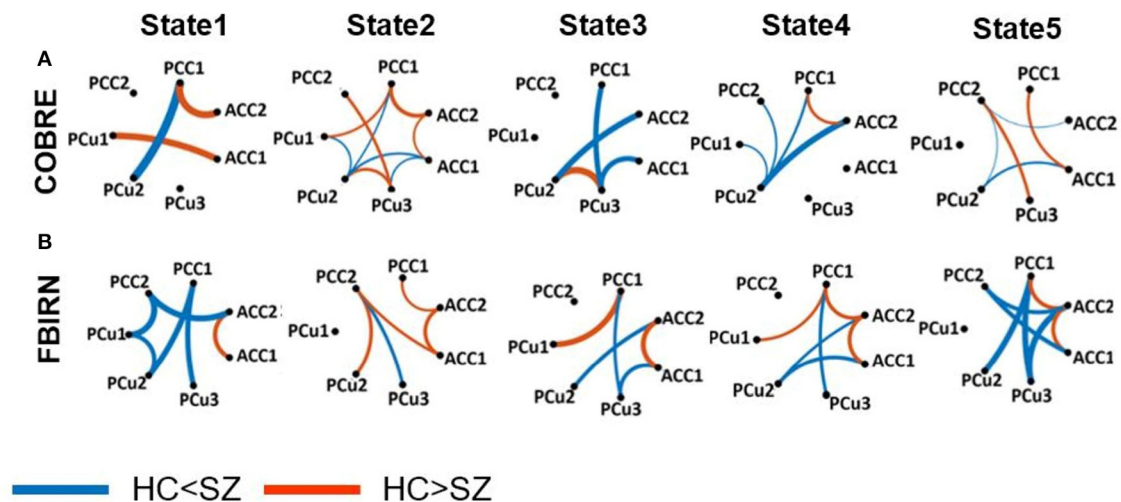 State1 State2 State3 State4 State5
A
COBRE
PCC2 PCC1 ACC2 ACC1 PCu3 PCu2 PCu1
PCC2 PCC1 ACC2 ACC1 PCu3 PCu2 PCu1
PCC2 PCC1 ACC2 ACC1 PCu3 PCu2 PCu1
PCC2 PCC1 ACC2 ACC1 PCu3 PCu2 PCu1
PCC2 PCC1 ACC2 ACC1 PCu3 PCu2 PCu1
B
FBIRN
PCC2 PCC1 ACC2 ACC1 PCu3 PCu2 PCu1
PCC2 PCC1 ACC2 ACC1 PCu3 PCu2 PCu1
PCC2 PCC1 ACC2 ACC1 PCu3 PCu2 PCu1
PCC2 PCC1 ACC2 ACC1 PCu3 PCu2 PCu1
PCC2 PCC1 ACC2 ACC1 PCu3 PCu2 PCu1
HC<SZ HC>SZ